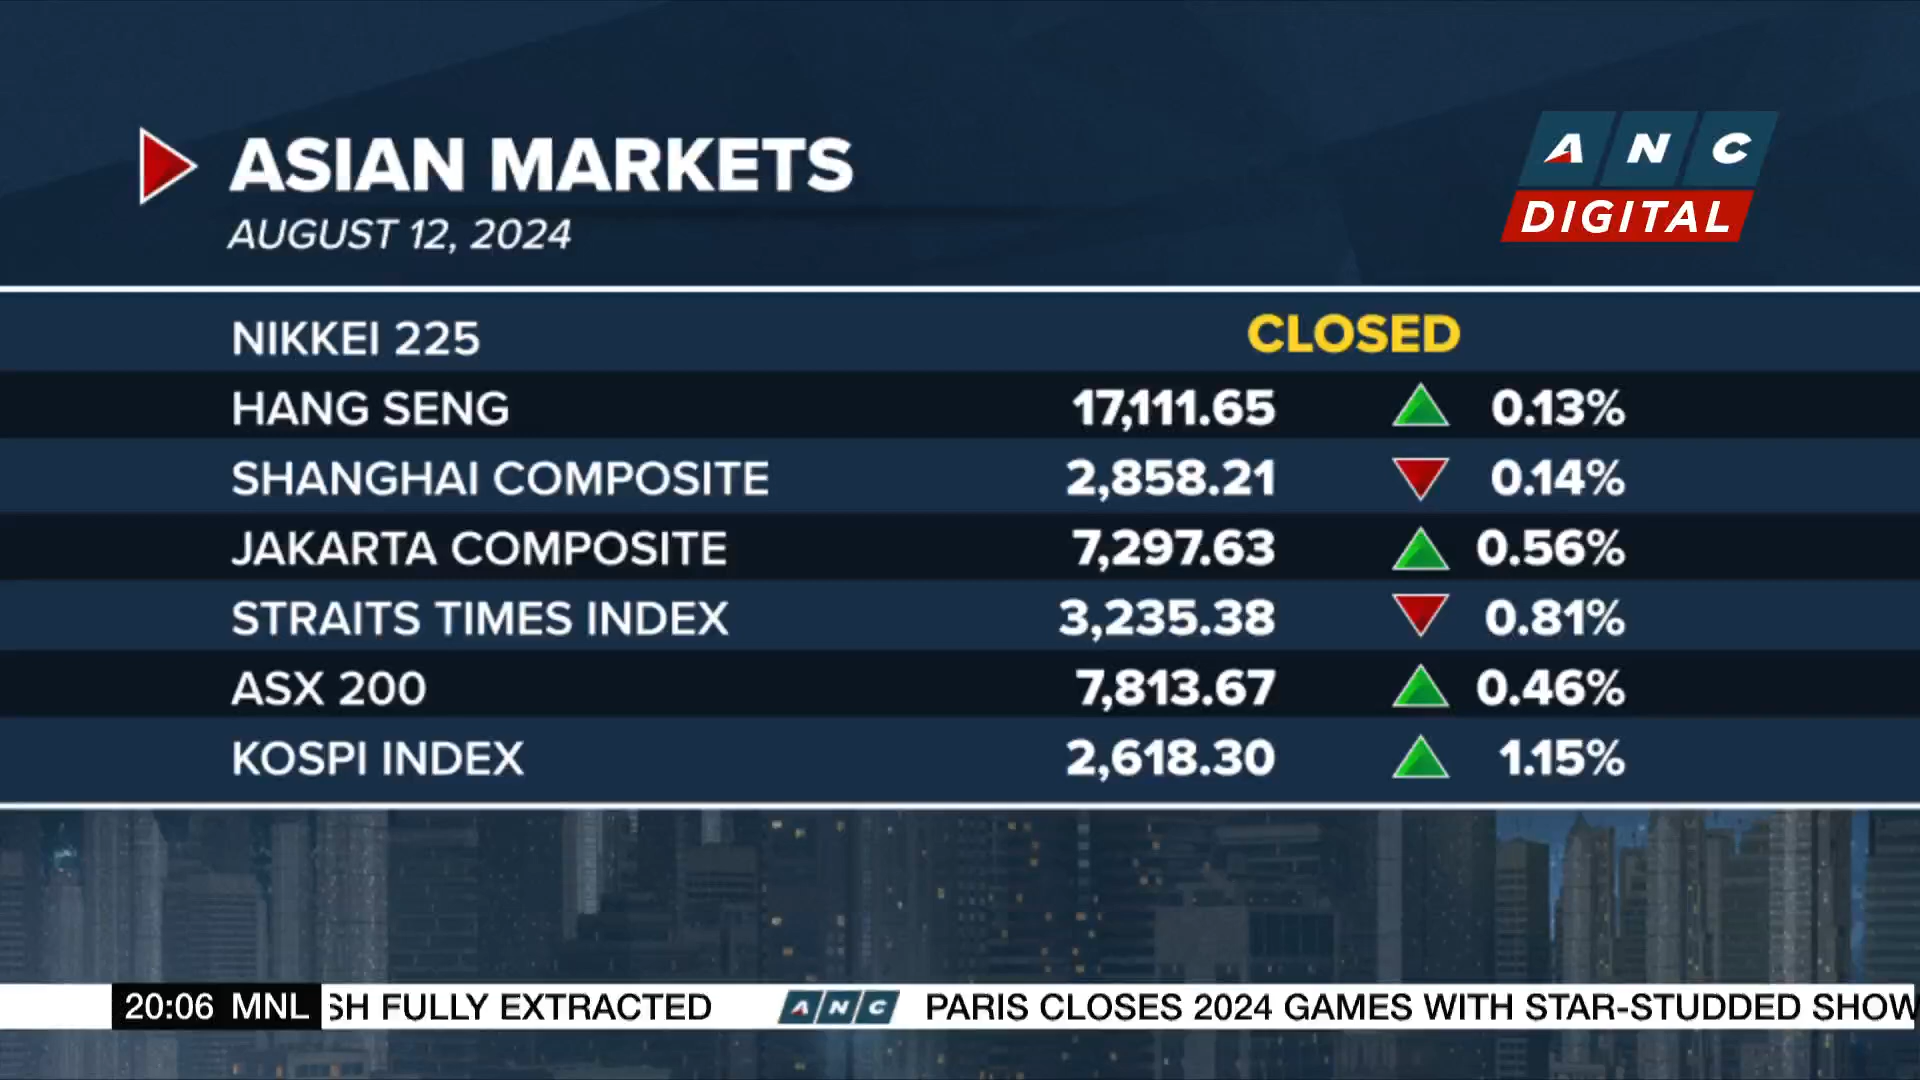 ASIAN MARKETS
AUGUST 12, 2024
ANC
DIGITAL
NIKKEI 225 CLOSED
HANG SENG 17,111.65 0.13%
SHANGHAI COMPOSITE 2,858.21 0.14%
JAKARTA COMPOSITE 7,297.63 0.56%
STRAITS TIMES INDEX 3,235.38 0.81%
ASX 200 7,813.67 0.46%
KOSPI INDEX 2,618.30 1.15%
20:06 MNL SH FULLY EXTRACTED ANC PARIS CLOSES 2024 GAMES WITH STAR-STUDDED SHOW